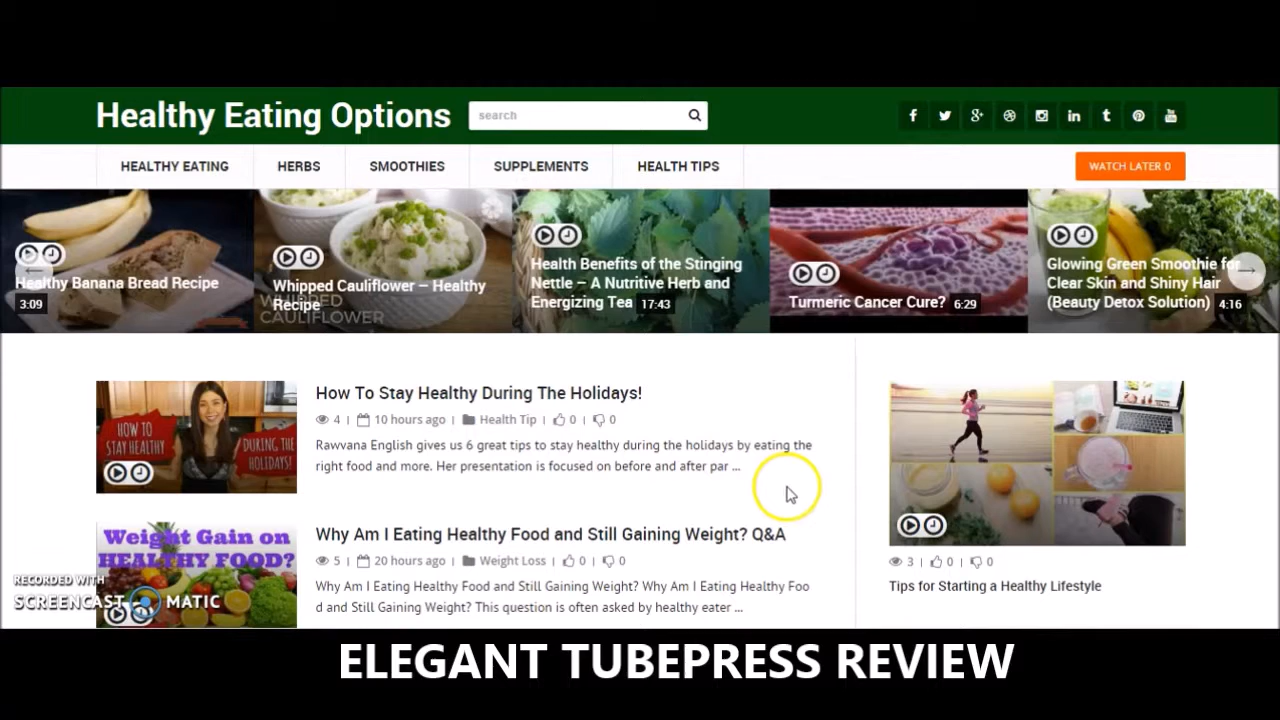 Healthy Eating Options
search
HEALTHY EATING
HERBS
SMOOTHIES
SUPPLEMENTS
HEALTH TIPS
WATCH LATER 0
Healthy Banana Bread Recipe
3:09
Whipped Cauliflower – Healthy
Recipe
WHIPPED
CAULIFLOWER
Health Benefits of the Stinging
Nettle – A Nutritive Herb and
Energizing Tea 17:43
Turmeric Cancer Cure? 6:29
Glowing Green Smoothie for
Clear Skin and Shiny Hair
(Beauty Detox Solution) 4:16
HOW TO
STAY HEALTHY
DURING THE
HOLIDAYS!
How To Stay Healthy During The Holidays!
4 | 10 hours ago | Health Tip | 0 | 0
Ravvana English gives us 6 great tips to stay healthy during the holidays by eating the
right food and more. Her presentation is focused on before and after par ...
Weight Gain on
HEALTHY FOOD?
Why Am I Eating Healthy Food and Still Gaining Weight? Q&A
5 | 20 hours ago | Weight Loss | 0 | 0
Why Am I Eating Healthy Food and Still Gaining Weight? Why Am I Eating Healthy Foo
d and Still Gaining Weight? This question is often asked by healthy eater ...
3 | 0 | 0
Tips for Starting a Healthy Lifestyle
RECORDED WITH
SCREENCAST MATIC
ELEGANT TUBEPRESS REVIEW